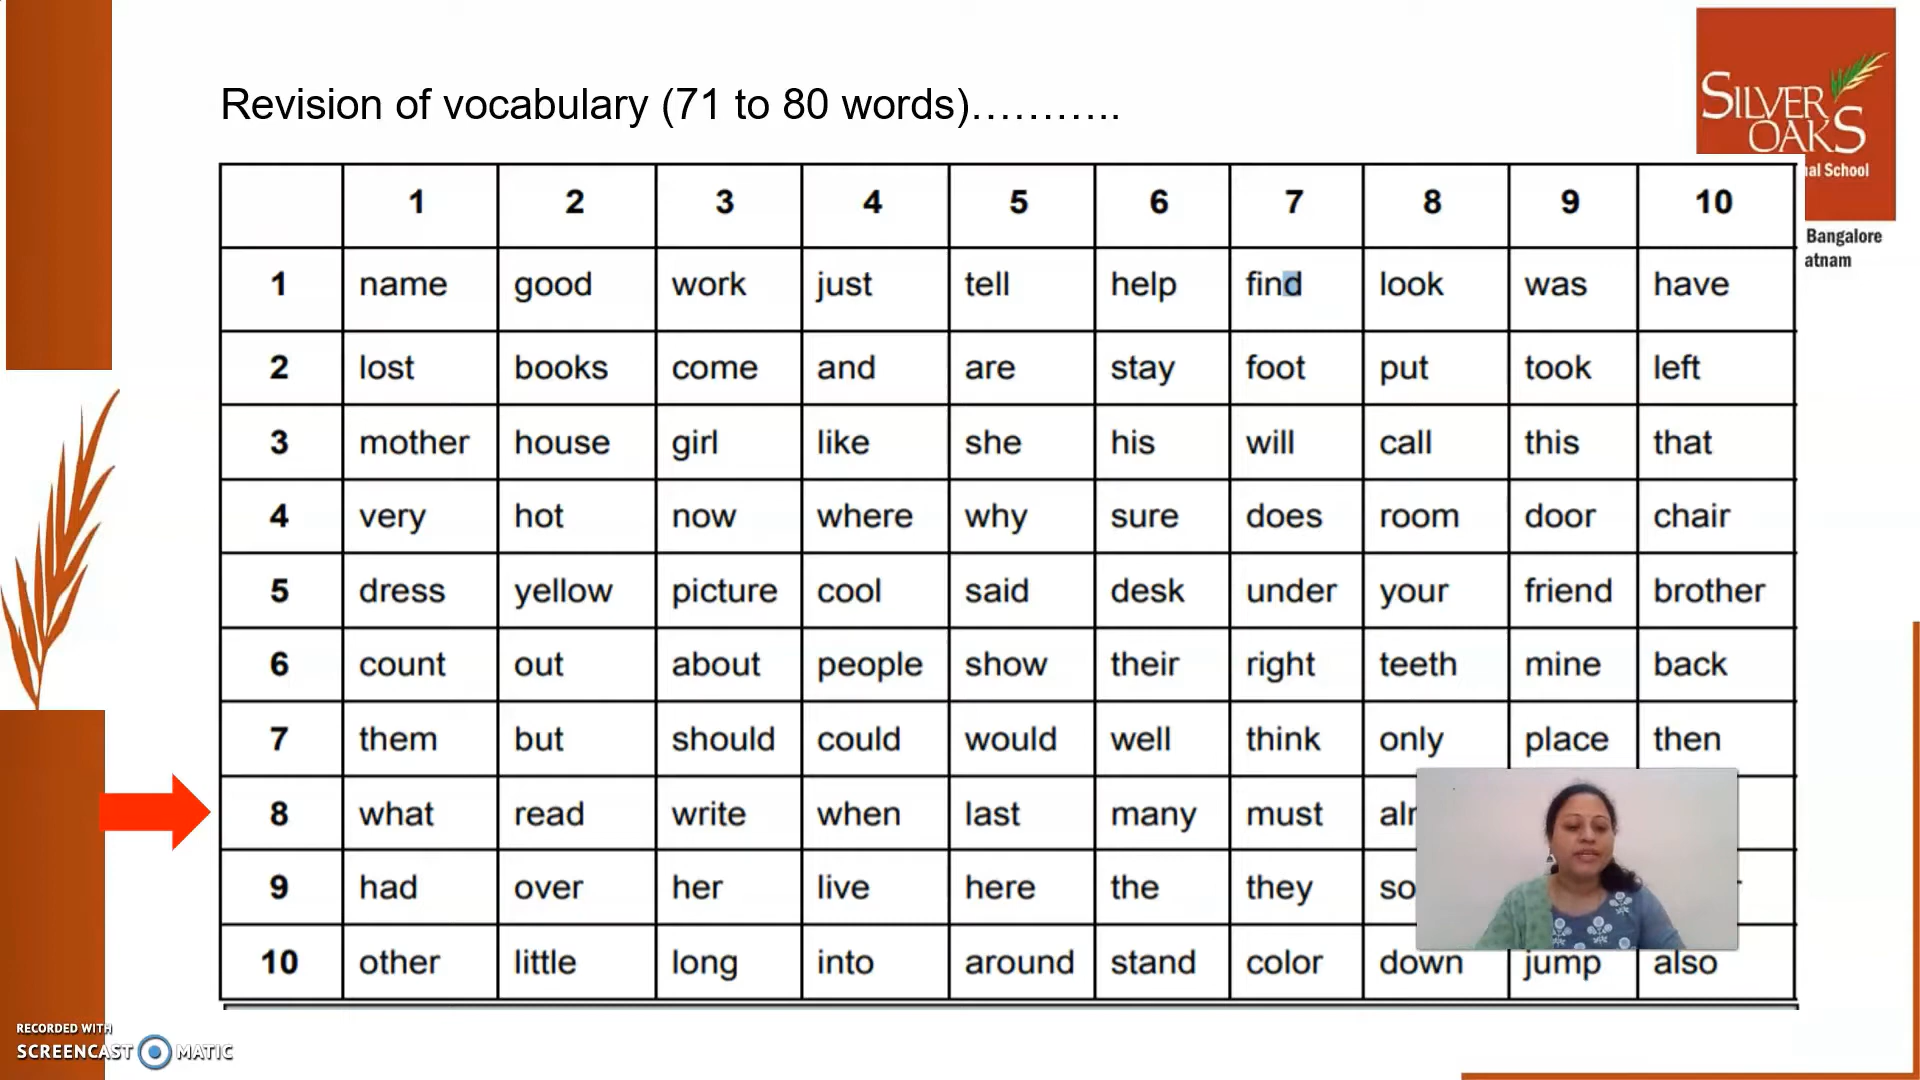 Revision of vocabulary (71 to 80 words)………..
SILVER
OAKS
School
Bangalore
1 2 3 4 5 6 7 8 9 10
1 name good work just tell help find look was have
2 lost books come and are stay foot put took left
3 mother house girl like she his will call this that
4 very hot now where why sure does room door chair
5 dress yellow picture cool said desk under your friend brother
6 count out about people show their right teeth mine back
7 them but should could would well think only place then
8 what read write when last many must
9 had over her live here the they
10 other little long into around stand color down jump also
RECORDED WITH
SCREENCAST MATIC